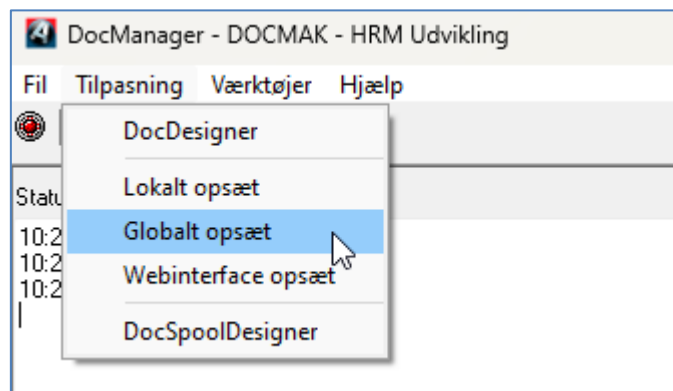 DocManager - DOCMAK - HRM Udvikling
Fil Tilpasning Værktøjer Hjælp
DocDesigner
Lokalt opsæt
Globalt opsæt
Webinterface opsæt
DocSpoolDesigner